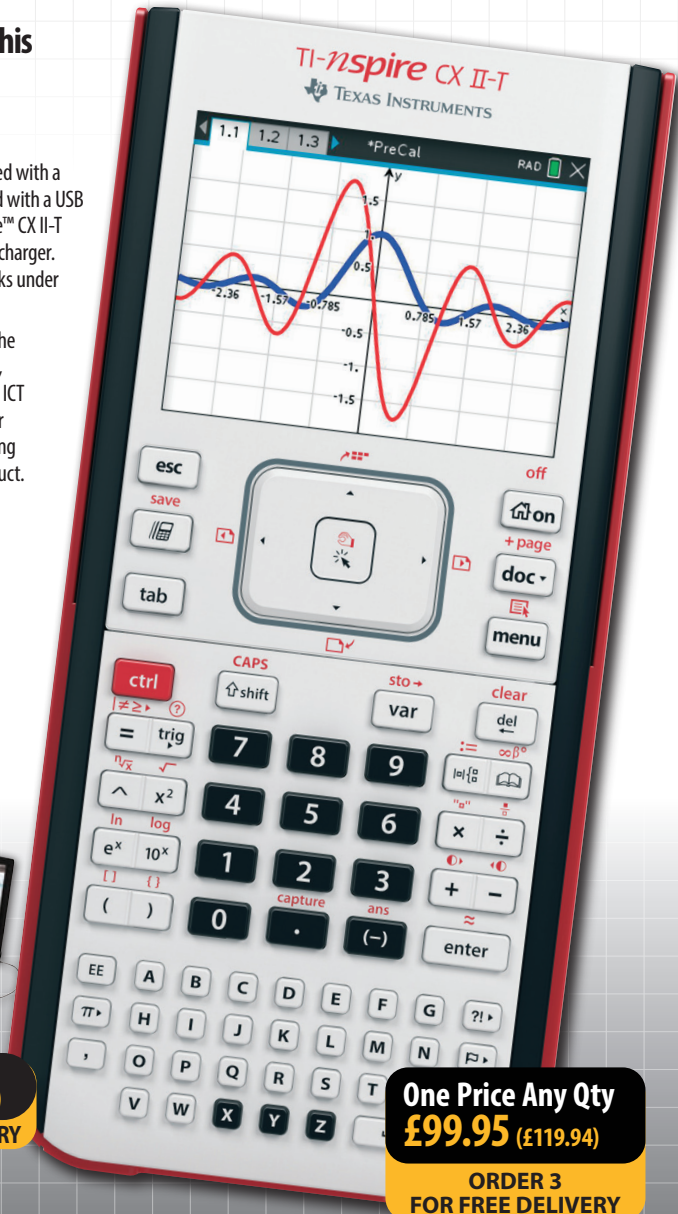 his
ed with a
d with a USB
e™ CX II-T
charger.
ks under
he
ICT
r
ng
uct.
TI-nspire CX II-T
TEXAS INSTRUMENTS
1.1 1.2 1.3 *PreCal RAD
y
1.5
1.
0.5
-2.36 -1.57 -0.785 0.785 1.57 2.36 x
-0.5
-1.
-1.5
esc off
save on
+ page
tab doc
menu
CAPS sto→ clear
ctrl shift var del
|≠≥▸ ? := ∞β°
= trig 7 8 9
ⁿ√x √ "▫"
^ x² 4 5 6 × ÷
ln log
eˣ 10ˣ 1 2 3 + −
[ ] { } capture ans ≈
( ) 0 . (−) enter
EE A B C D E F G ?!▸
π▸ H I J K L M N
, O P Q R S T
V W X Y Z
RY
One Price Any Qty
£99.95 (£119.94)
ORDER 3
FOR FREE DELIVERY